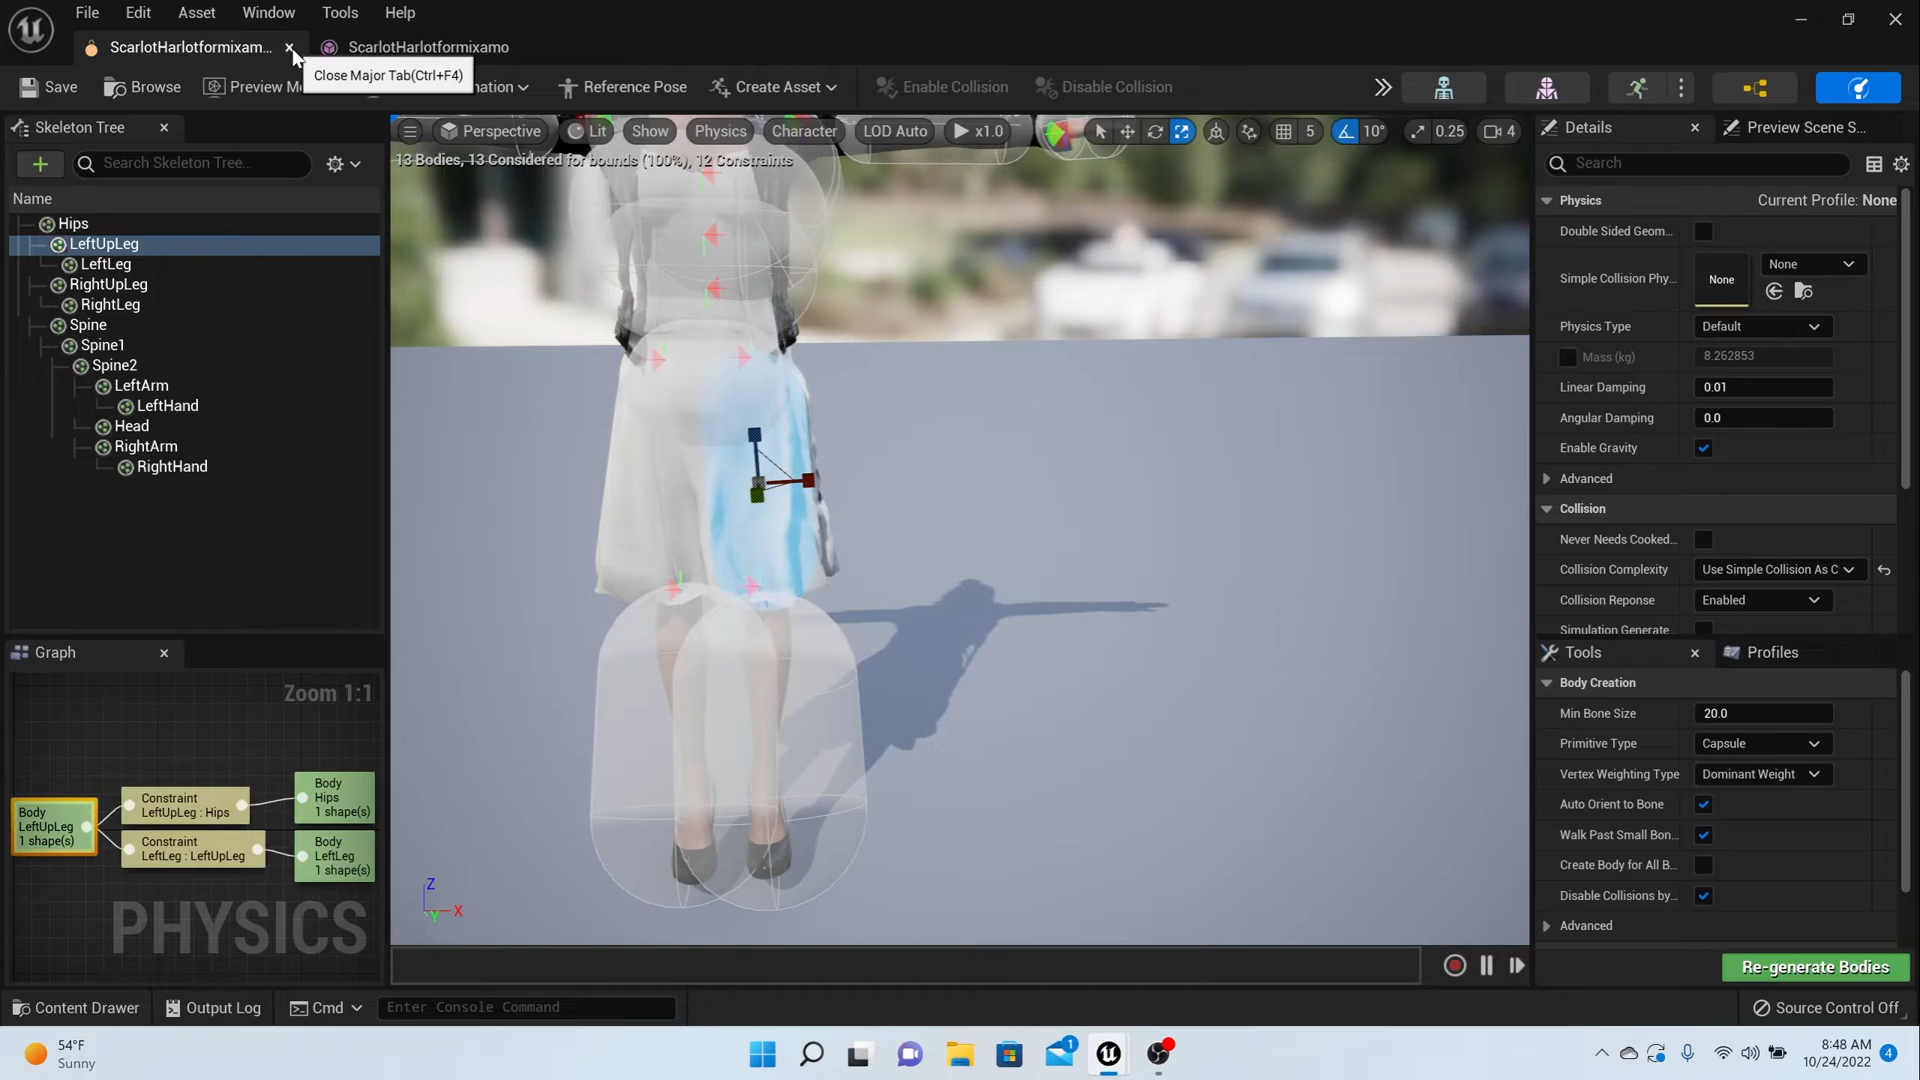 File Edit Asset Window Tools Help
ScarlotHarlotformixam... ScarlotHarlotformixamo
Close Major Tab(Ctrl+F4)
Save Browse Preview M mation Reference Pose Create Asset Enable Collision Disable Collisions
Skeleton Tree
Search Skeleton Tree...
Name
Hips
LeftUpLeg
LeftLeg
RightUpLeg
RightLeg
Spine
Spine1
Spine2
LeftArm
LeftHand
Head
RightArm
RightHand
Perspective Lit Show Physics Character LOD Auto x1.0 5 10° 0.25 4
13 Bodies, 13 Considered for bounds (100%), 12 Constraints
Z
Y X
Graph
Zoom 1:1
Body
LeftUpLeg
1 shape(s)
Constraint
LeftUpLeg : Hips
Constraint
LeftLeg : LeftUpLeg
Body
Hips
1 shape(s)
Body
LeftLeg
1 shape(s)
PHYSICS
Details Preview Scene S...
Search
Physics Current Profile: None
Double Sided Geom...
Simple Collision Phy... None None
Physics Type Default
Mass (kg) 8.262853
Linear Damping 0.01
Angular Damping 0.0
Enable Gravity
Advanced
Collision
Never Needs Cooked...
Collision Complexity Use Simple Collision As C
Collision Reponse Enabled
Simulation Generate
Tools Profiles
Body Creation
Min Bone Size 20.0
Primitive Type Capsule
Vertex Weighting Type Dominant Weight
Auto Orient to Bone
Walk Past Small Bon...
Create Body for All B...
Disable Collisions by...
Advanced
Re-generate Bodies
Content Drawer Output Log Cmd Enter Console Command Source Control Off
54°F
Sunny
1
8:48 AM
10/24/2022
4